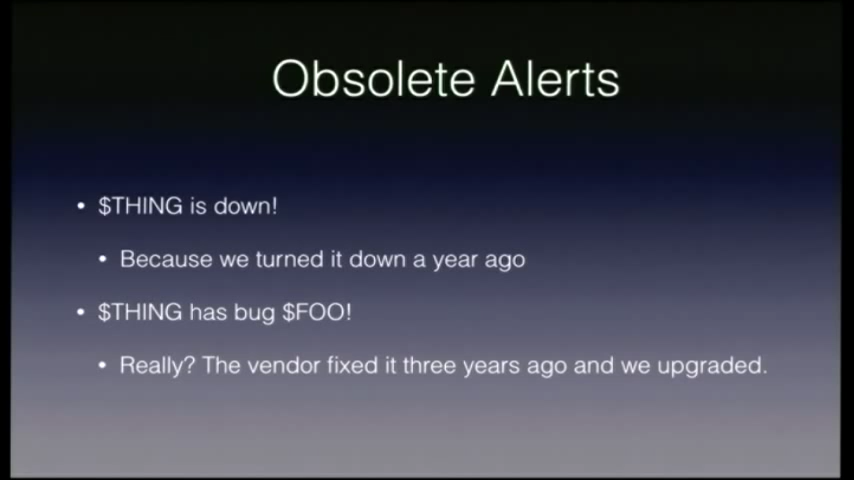 Obsolete Alerts
• $THING is down!
• Because we turned it down a year ago
• $THING has bug $FOO!
• Really? The vendor fixed it three years ago and we upgraded.